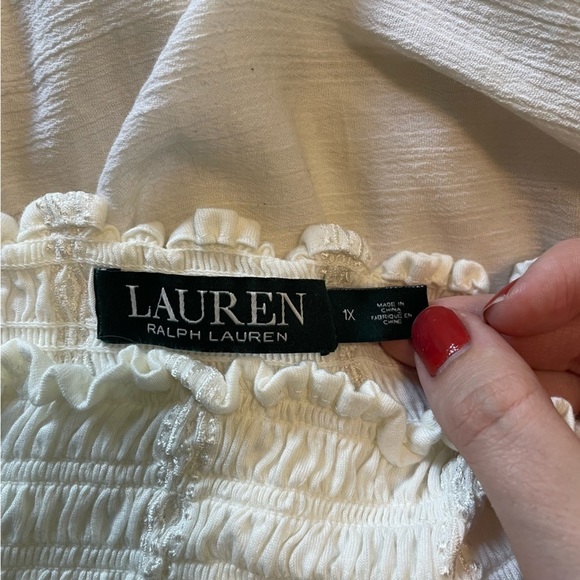 LAUREN
RALPH LAUREN
1X
MADE IN
CHINA
FABRIQUÉ EN
CHINE